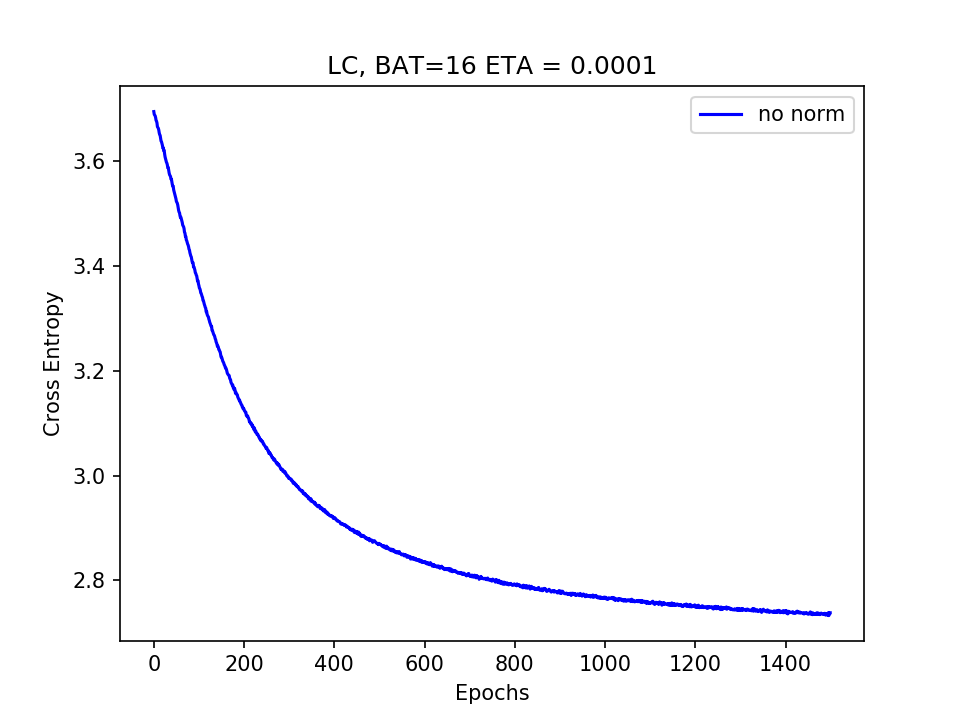 LC, BAT=16 ETA = 0.0001
no norm
3.6
3.4
3.2
3.0
2.8
Cross Entropy
0 200 400 600 800 1000 1200 1400
Epochs